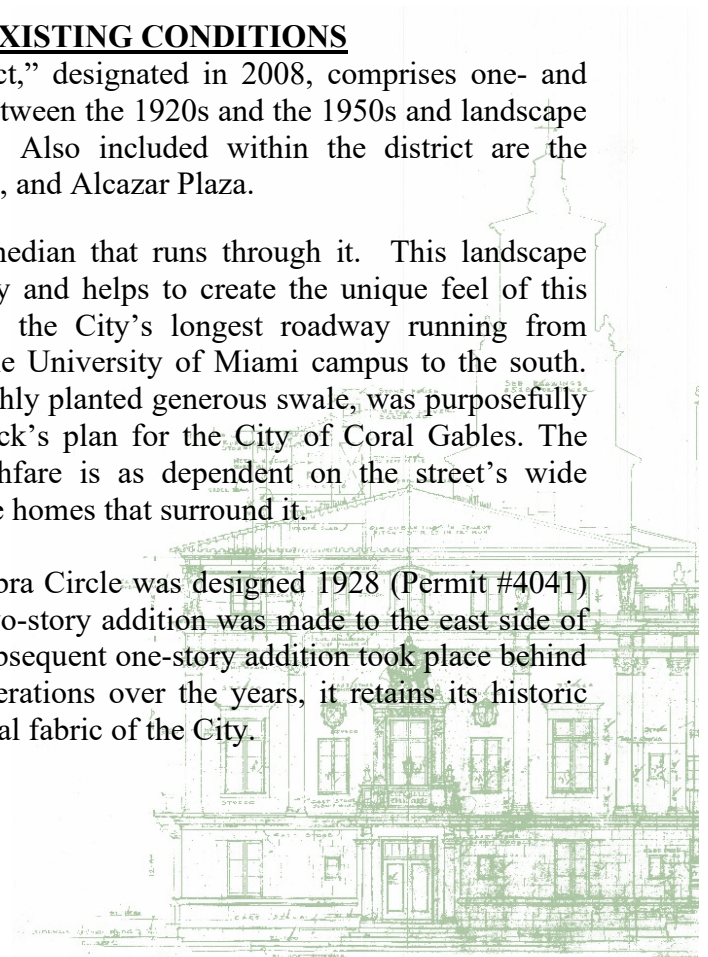 XISTING CONDITIONS
ct,” designated in 2008, comprises one- and
tween the 1920s and the 1950s and landscape
Also included within the district are the
, and Alcazar Plaza.
nedian that runs through it. This landscape
y and helps to create the unique feel of this
the City’s longest roadway running from
e University of Miami campus to the south.
hly planted generous swale, was purposefully
ck’s plan for the City of Coral Gables. The
hfare is as dependent on the street’s wide
e homes that surround it.
bra Circle was designed 1928 (Permit #4041)
vo-story addition was made to the east side of
bsequent one-story addition took place behind
erations over the years, it retains its historic
al fabric of the City.
STUCCO